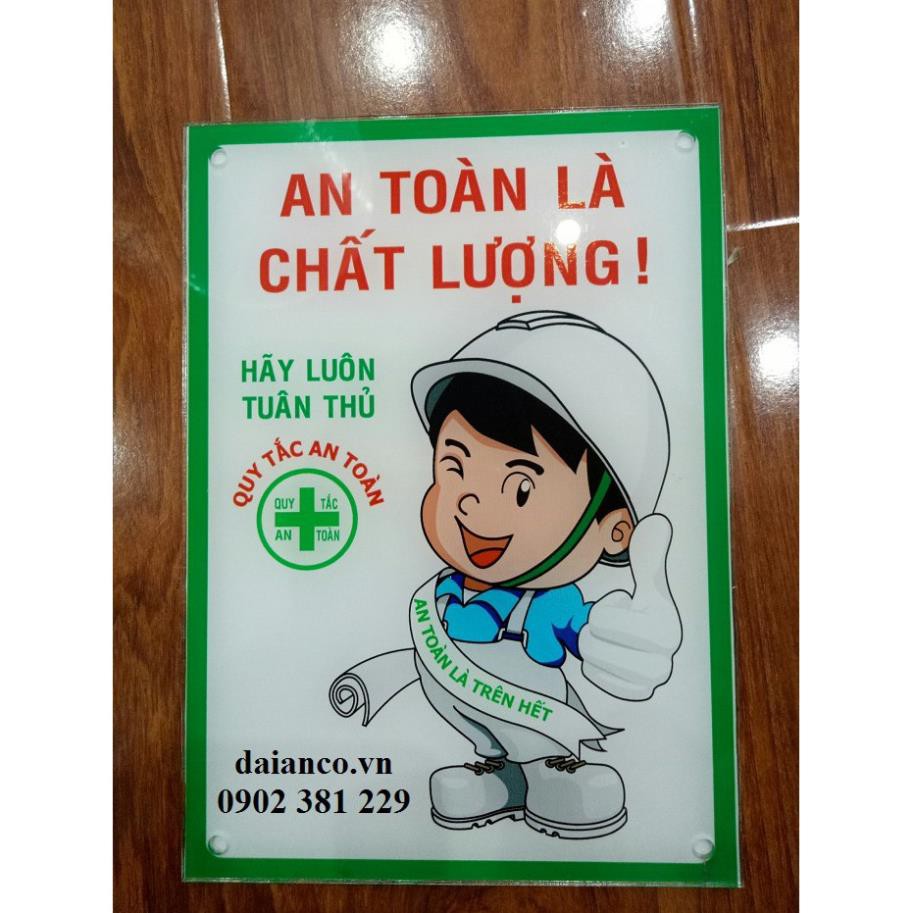 AN TOÀN LÀ
CHẤT LƯỢNG !
HÃY LUÔN
TUÂN THỦ
QUY TẮC AN TOÀN
QUY TẮC
AN TOÀN
AN TOÀN LÀ TRÊN HẾT
daianco.vn
0902 381 229